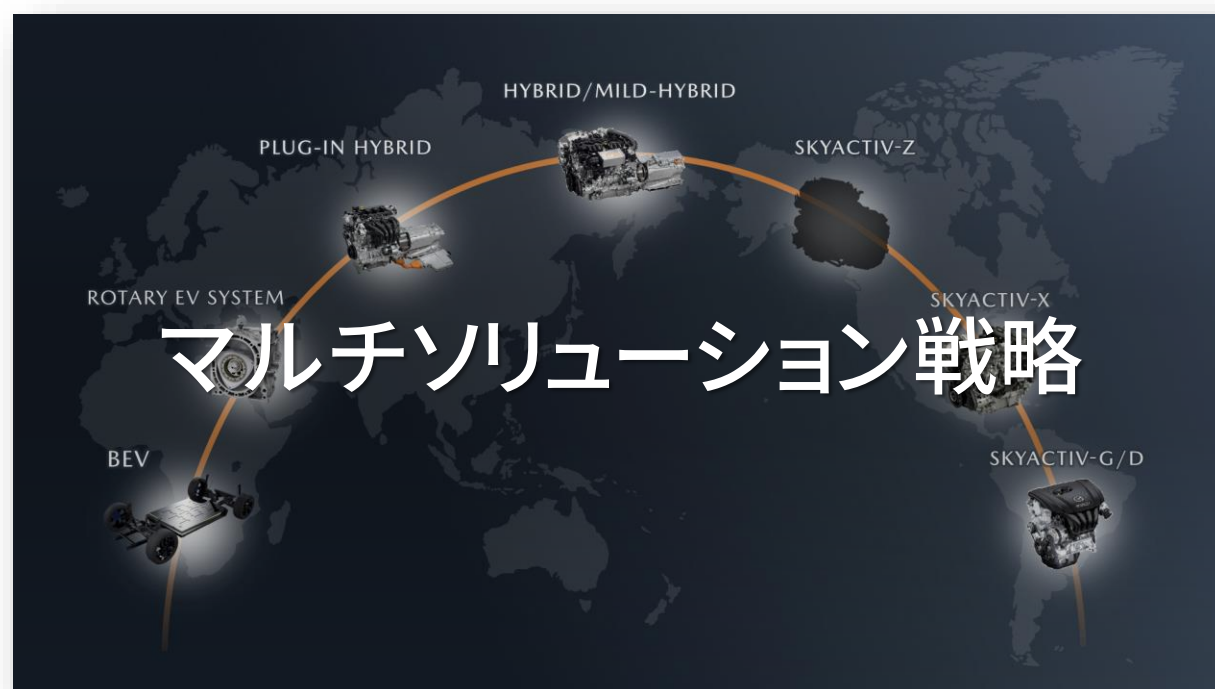 HYBRID/MILD-HYBRID
PLUG-IN HYBRID
SKYACTIV-Z
ROTARY EV SYSTEM
SKYACTIV-X
マルチソリューション戦略
BEV
SKYACTIV-G/D